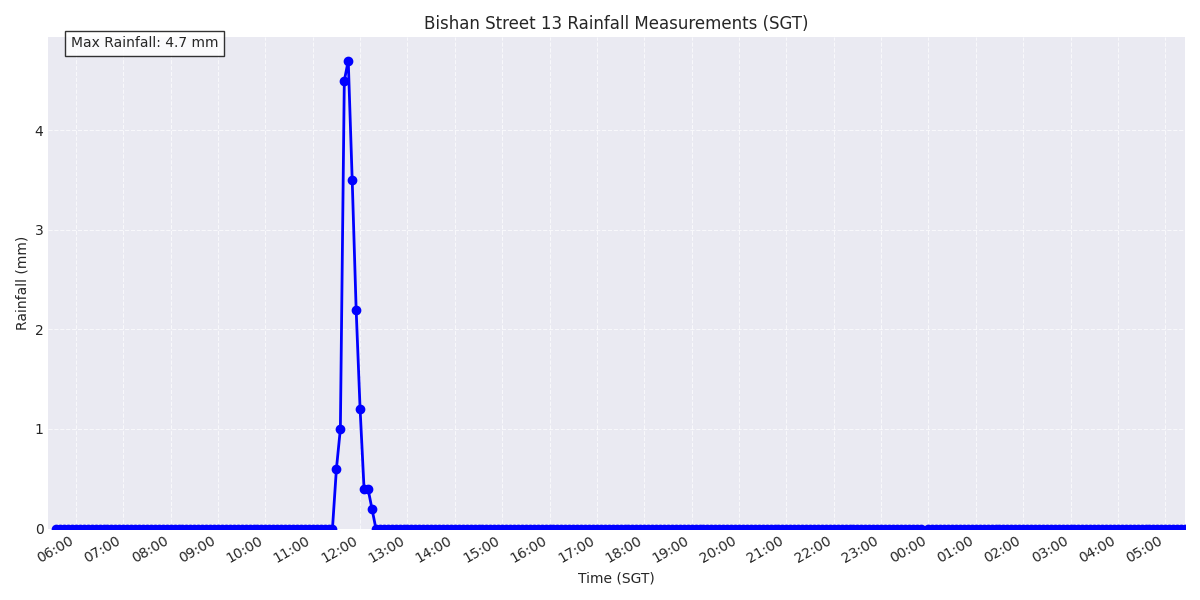 Bishan Street 13 Rainfall Measurements (SGT)
Max Rainfall: 4.7 mm
Rainfall (mm)
4
3
2
1
0
06:00 07:00 08:00 09:00 10:00 11:00 12:00 13:00 14:00 15:00 16:00 17:00 18:00 19:00 20:00 21:00 22:00 23:00 00:00 01:00 02:00 03:00 04:00 05:00
Time (SGT)